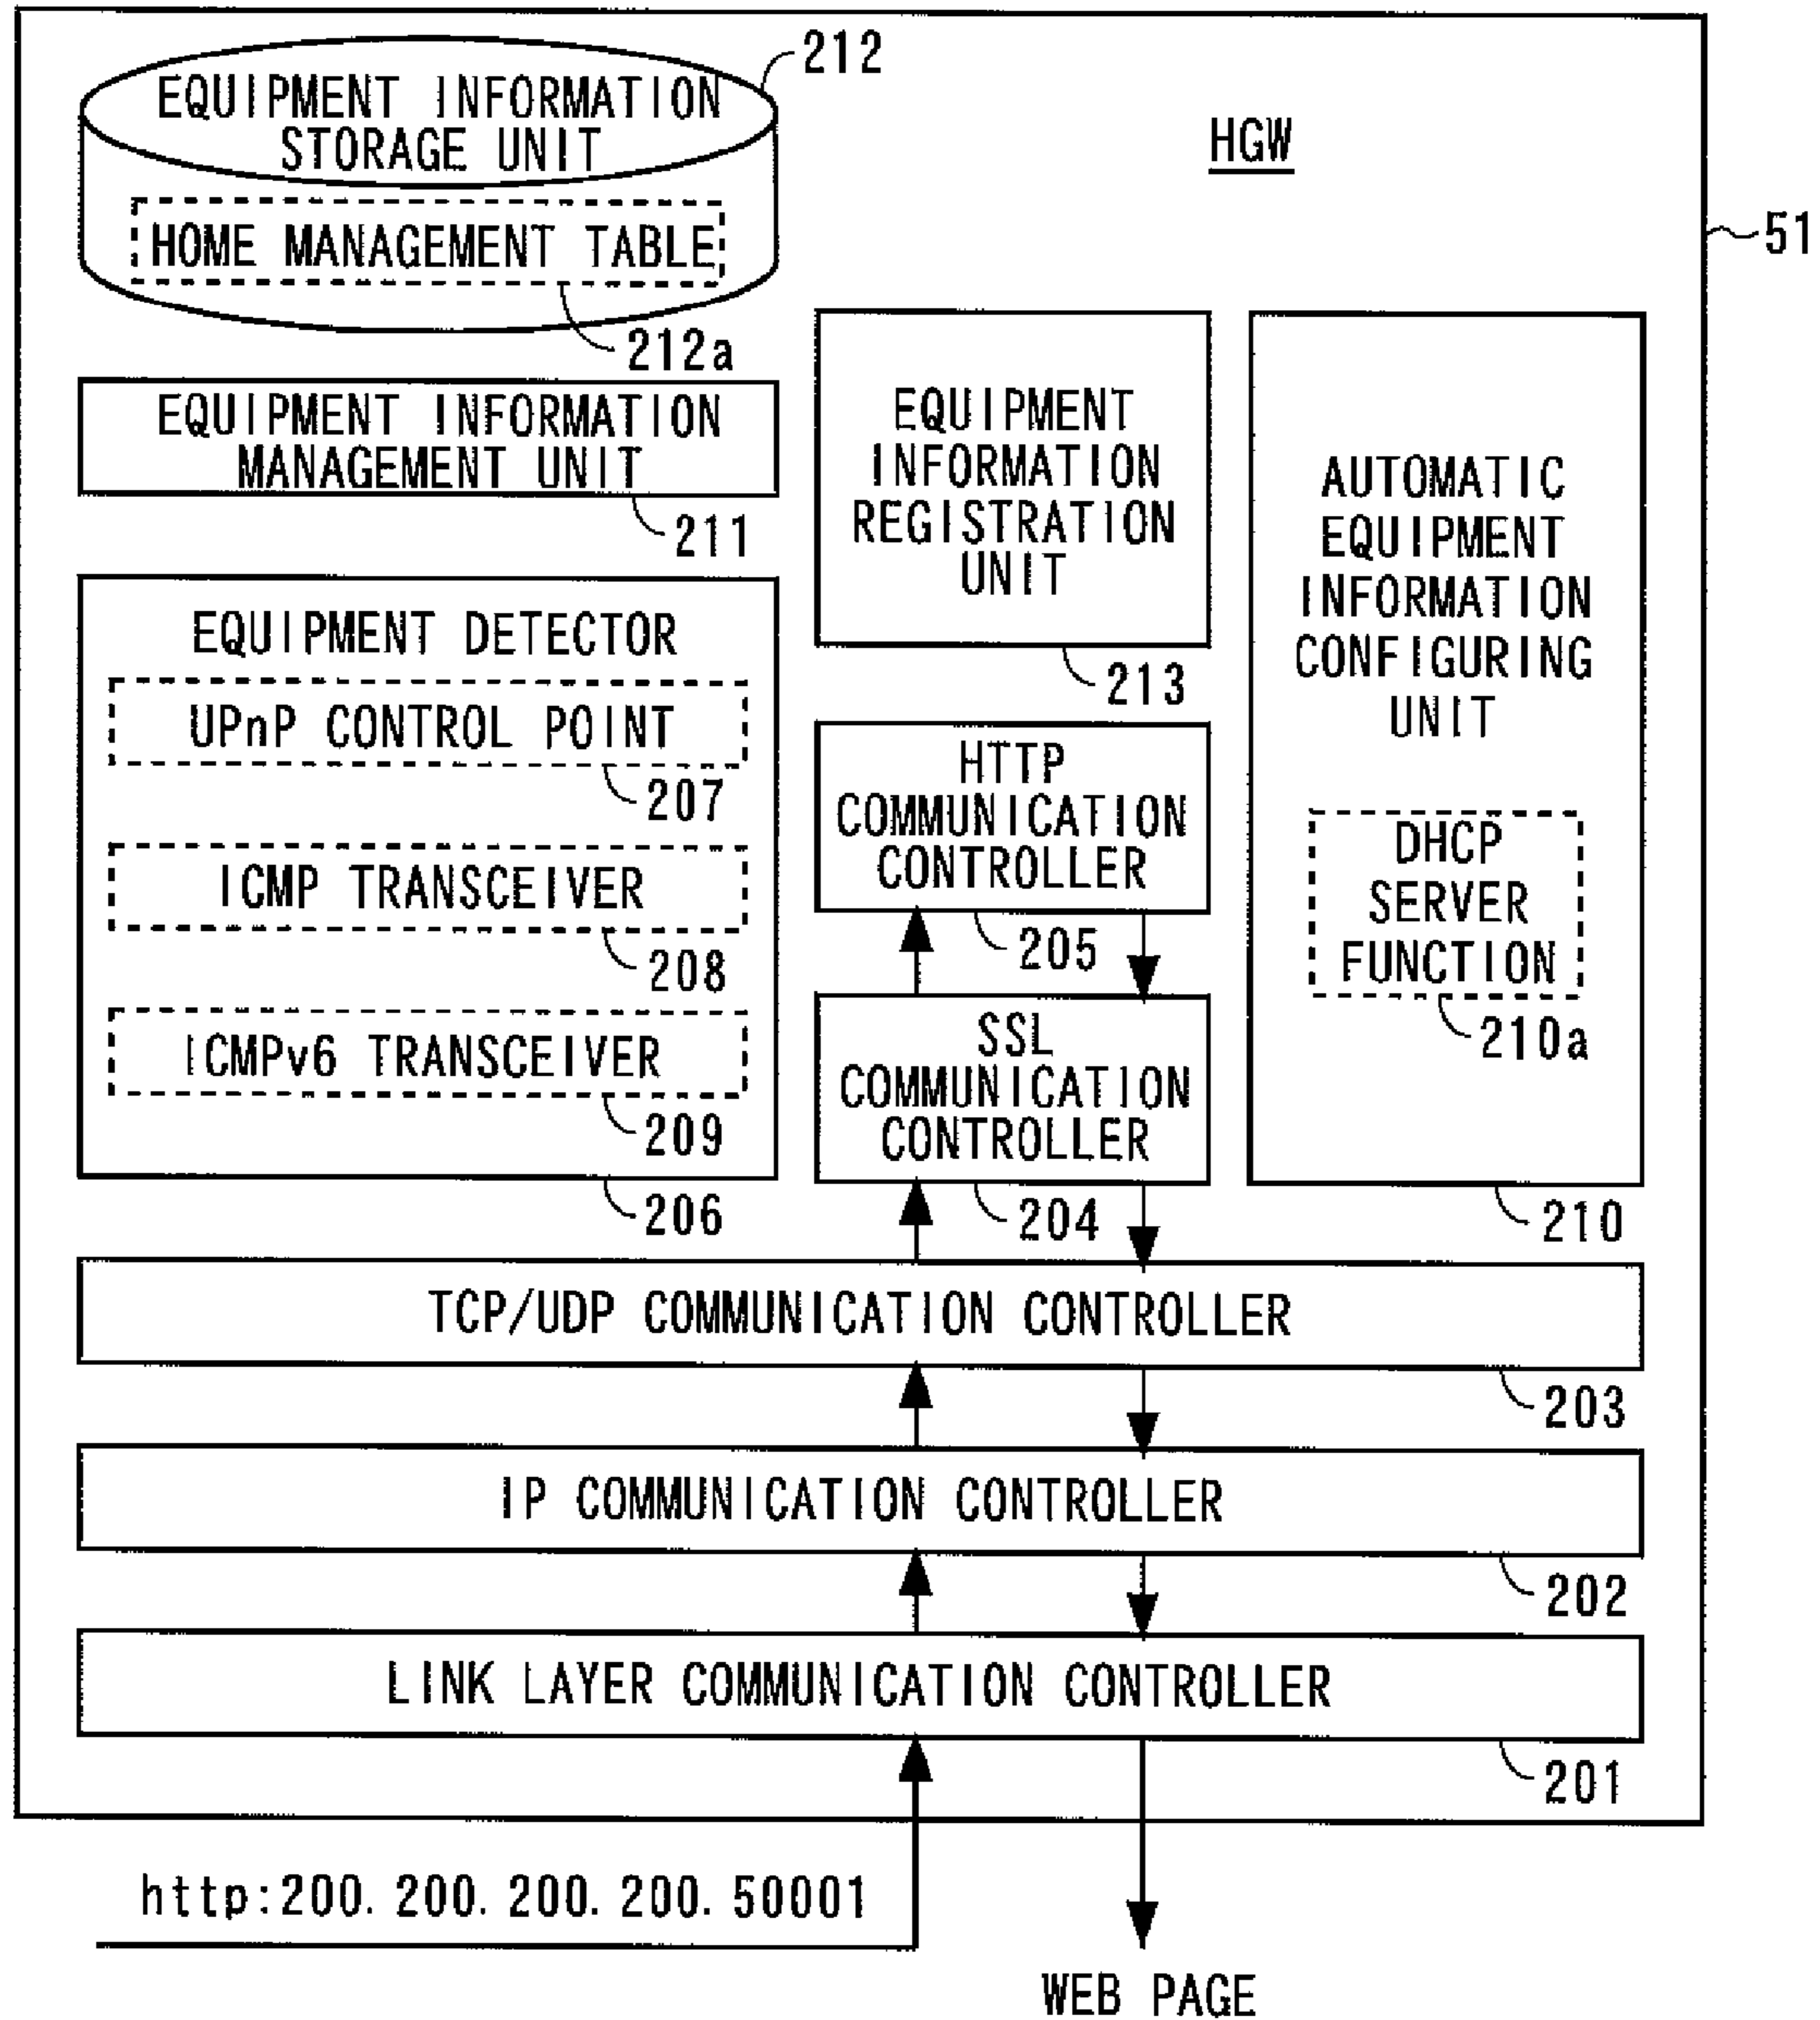 212
EQUIPMENT INFORMATION
STORAGE UNIT
HGW
HOME MANAGEMENT TABLE
51
212a
EQUIPMENT INFORMATION
MANAGEMENT UNIT
211
EQUIPMENT
INFORMATION
REGISTRATION
UNIT
213
AUTOMATIC
EQUIPMENT
INFORMATION
CONFIGURING
UNIT
DHCP
SERVER
FUNCTION
210a
210
EQUIPMENT DETECTOR
UPnP CONTROL POINT
207
ICMP TRANSCEIVER
208
ICMPv6 TRANSCEIVER
209
206
HTTP
COMMUNICATION
CONTROLLER
205
SSL
COMMUNICATION
CONTROLLER
204
TCP/UDP COMMUNICATION CONTROLLER
203
IP COMMUNICATION CONTROLLER
202
LINK LAYER COMMUNICATION CONTROLLER
201
http:200.200.200.200.50001
WEB PAGE